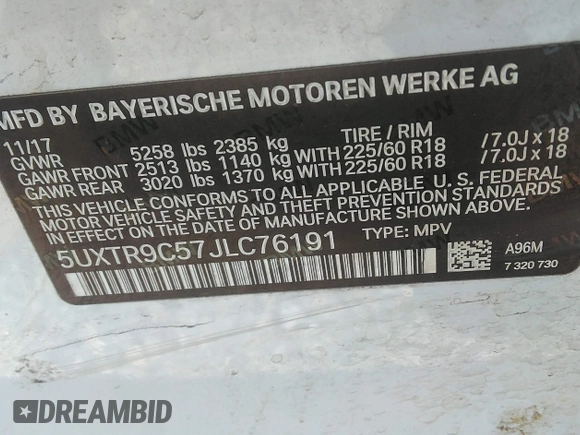 MFD BY BAYERISCHE MOTOREN WERKE AG
11/17
GVWR 5258 lbs 2385 kg TIRE / RIM
GAWR FRONT 2513 lbs 1140 kg WITH 225/60 R18 /7.0J x 18
GAWR REAR 3020 lbs 1370 kg WITH 225/60 R18 /7.0J x 18
THIS VEHICLE CONFORMS TO ALL APPLICABLE U. S. FEDERAL
MOTOR VEHICLE SAFETY, BUMPER, AND THEFT PREVENTION
STANDARDS IN EFFECT ON THE DATE OF MANUFACTURE SHOWN ABOVE.
5UXTR9C57JLC76191 TYPE: MPV
A96M
7 320 730
DREAMBID